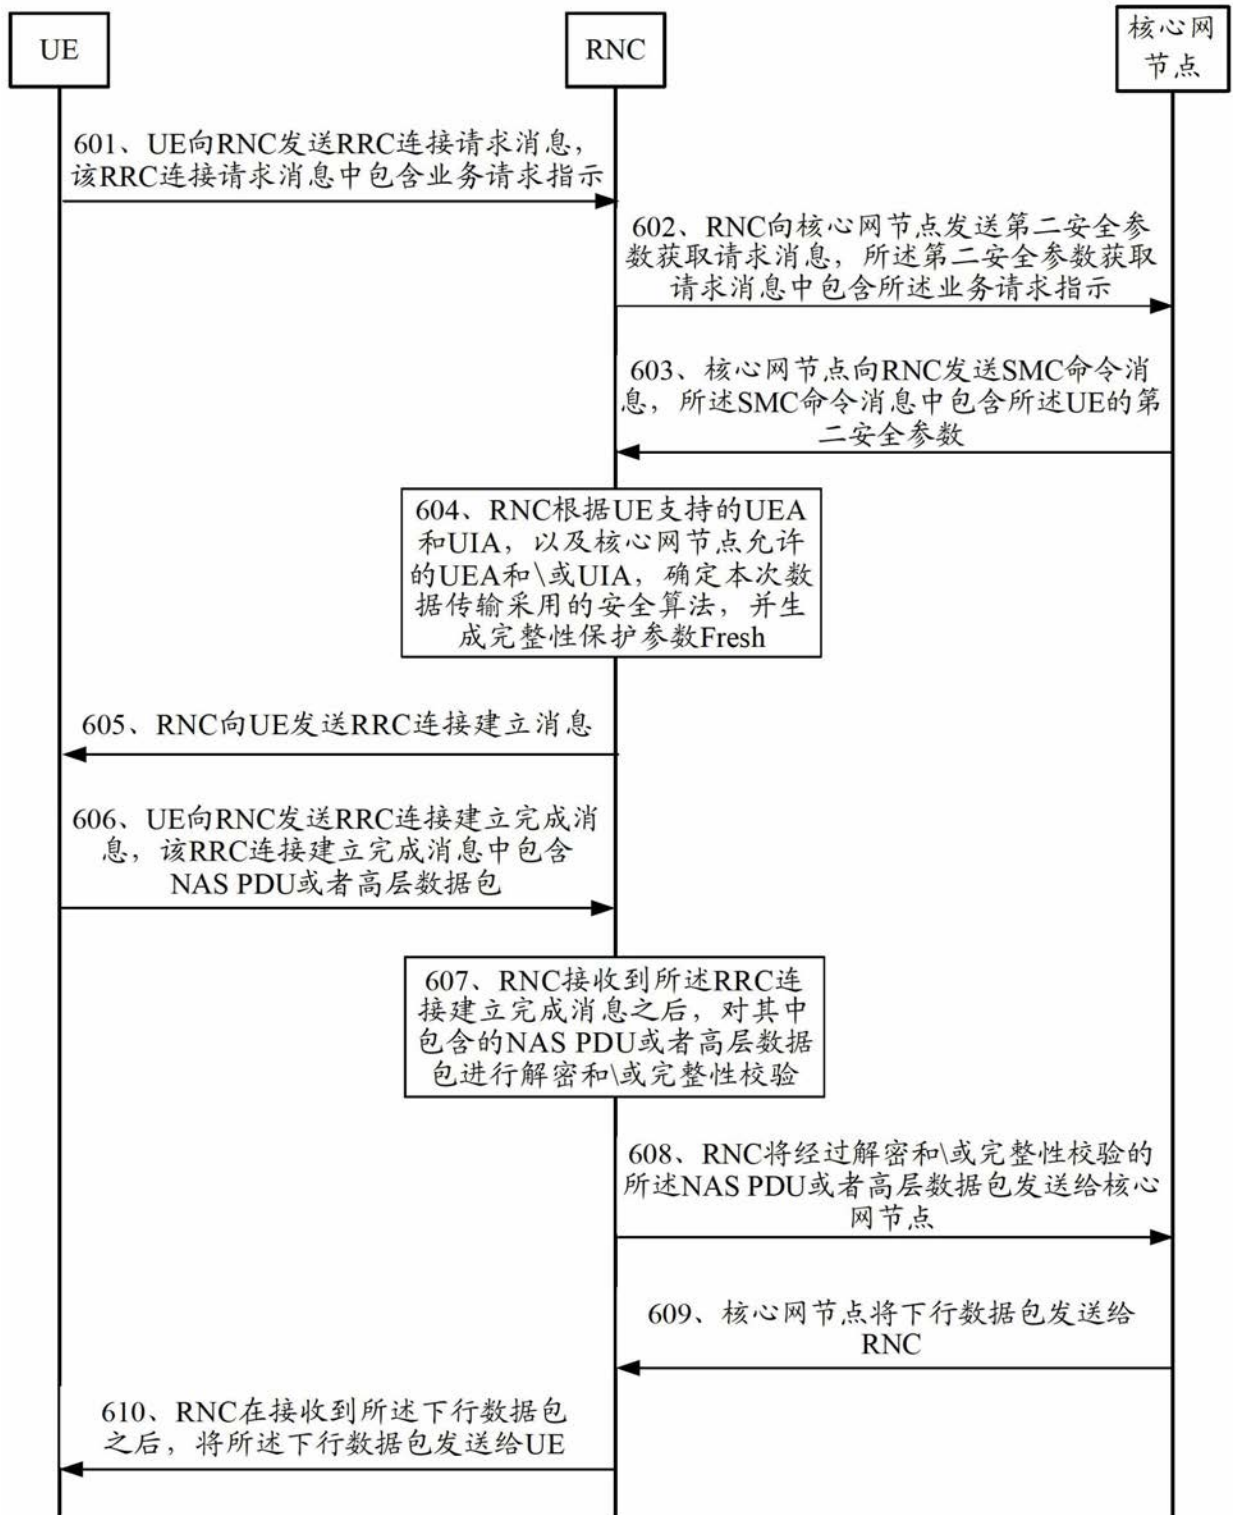 UE
RNC
核心网
节点
601、UE向RNC发送RRC连接请求消息，
该RRC连接请求消息中包含业务请求指示
602、RNC向核心网节点发送第二安全参
数获取请求消息，所述第二安全参数获取
请求消息中包含所述业务请求指示
603、核心网节点向RNC发送SMC命令消
息，所述SMC命令消息中包含所述UE的第
二安全参数
604、RNC根据UE支持的UEA
和UIA，以及核心网节点允许
的UEA和\或UIA，确定本次数
据传输采用的安全算法，并生
成完整性保护参数Fresh
605、RNC向UE发送RRC连接建立消息
606、UE向RNC发送RRC连接建立完成消
息，该RRC连接建立完成消息中包含
NAS PDU或者高层数据包
607、RNC接收到所述RRC连
接建立完成消息之后，对其中
包含的NAS PDU或者高层数据
包进行解密和\或完整性校验
608、RNC将经过解密和\或完整性校验的
所述NAS PDU或者高层数据包发送给核心
网节点
609、核心网节点将下行数据包发送给
RNC
610、RNC在接收到所述下行数据包
之后，将所述下行数据包发送给UE